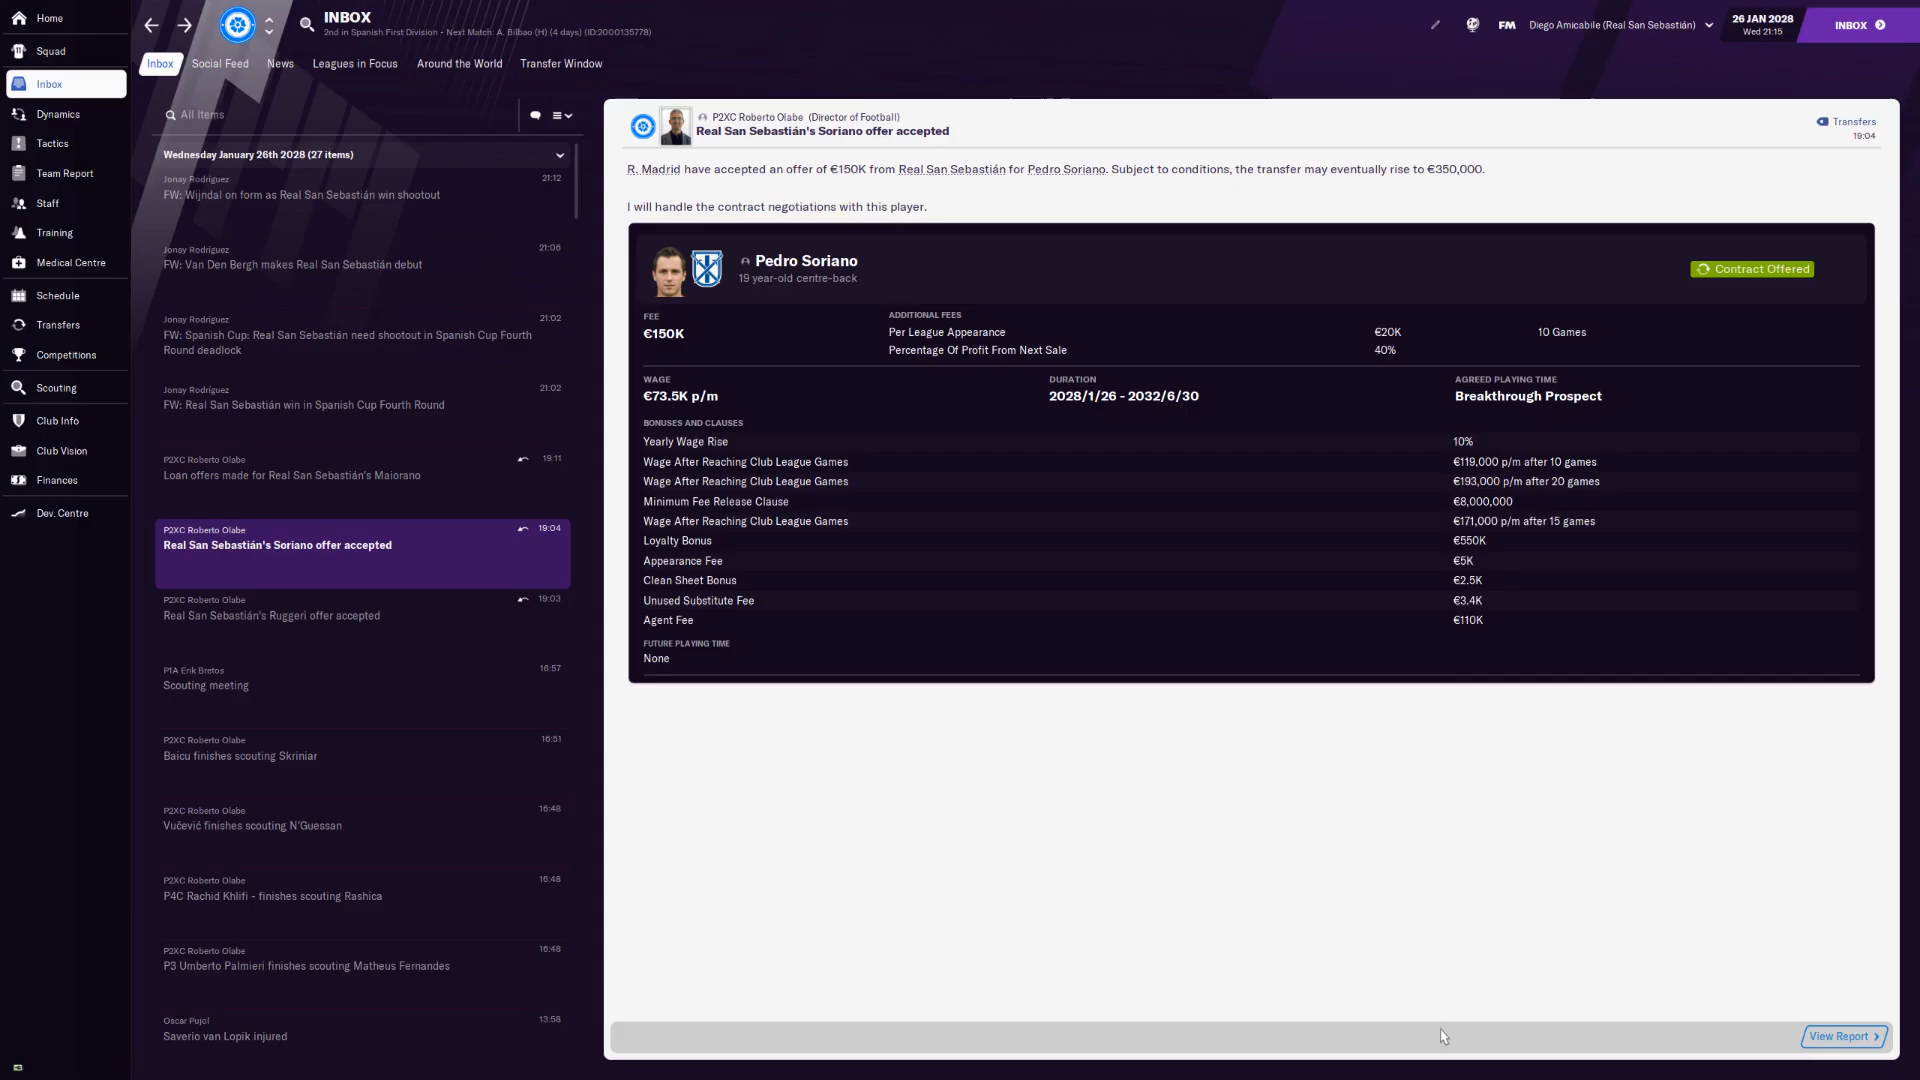 Home
Squad
Inbox
Dynamics
Tactics
Team Report
Staff
Training
Medical Centre
Schedule
Transfers
Competitions
Scouting
Club Info
Club Vision
Finances
Dev. Centre
INBOX
2nd in Spanish First Division - Next Match: A. Bilbao (H) (4 days) (ID:2000135778)
FM
Diego Amicabile (Real San Sebastián)
26 JAN 2028
Wed 21:15
INBOX
Inbox
Social Feed
News
Leagues in Focus
Around the World
Transfer Window
All Items
Wednesday January 26th 2028 (27 items)
Jonay Rodríguez
21:12
FW: Wijndal on form as Real San Sebastián win shootout
Jonay Rodríguez
21:06
FW: Van Den Bergh makes Real San Sebastián debut
Jonay Rodríguez
21:02
FW: Spanish Cup: Real San Sebastián need shootout in Spanish Cup Fourth
Round deadlock
Jonay Rodríguez
21:02
FW: Real San Sebastián win in Spanish Cup Fourth Round
P2XC Roberto Olabe
19:11
Loan offers made for Real San Sebastián's Maiorano
P2XC Roberto Olabe
19:04
Real San Sebastián's Soriano offer accepted
P2XC Roberto Olabe
19:03
Real San Sebastián's Ruggeri offer accepted
P1A Erik Bretos
16:57
Scouting meeting
P2XC Roberto Olabe
16:51
Baicu finishes scouting Skriniar
P2XC Roberto Olabe
16:48
Vučević finishes scouting N'Guessan
P2XC Roberto Olabe
16:48
P4C Rachid Khlifi - finishes scouting Rashica
P2XC Roberto Olabe
16:48
P3 Umberto Palmieri finishes scouting Matheus Fernandes
Oscar Pujol
13:58
Saverio van Lopik injured
P2XC Roberto Olabe (Director of Football)
Real San Sebastián's Soriano offer accepted
Transfers
19:04
R. Madrid have accepted an offer of €150K from Real San Sebastián for Pedro Soriano. Subject to conditions, the transfer may eventually rise to €350,000.
I will handle the contract negotiations with this player.
Pedro Soriano
19 year-old centre-back
Contract Offered
FEE
€150K
ADDITIONAL FEES
Per League Appearance €20K 10 Games
Percentage Of Profit From Next Sale 40%
WAGE
€73.5K p/m
DURATION
2028/1/26 - 2032/6/30
AGREED PLAYING TIME
Breakthrough Prospect
BONUSES AND CLAUSES
Yearly Wage Rise 10%
Wage After Reaching Club League Games €119,000 p/m after 10 games
Wage After Reaching Club League Games €193,000 p/m after 20 games
Minimum Fee Release Clause €8,000,000
Wage After Reaching Club League Games €171,000 p/m after 15 games
Loyalty Bonus €550K
Appearance Fee €5K
Clean Sheet Bonus €2.5K
Unused Substitute Fee €3.4K
Agent Fee €110K
FUTURE PLAYING TIME
None
View Report